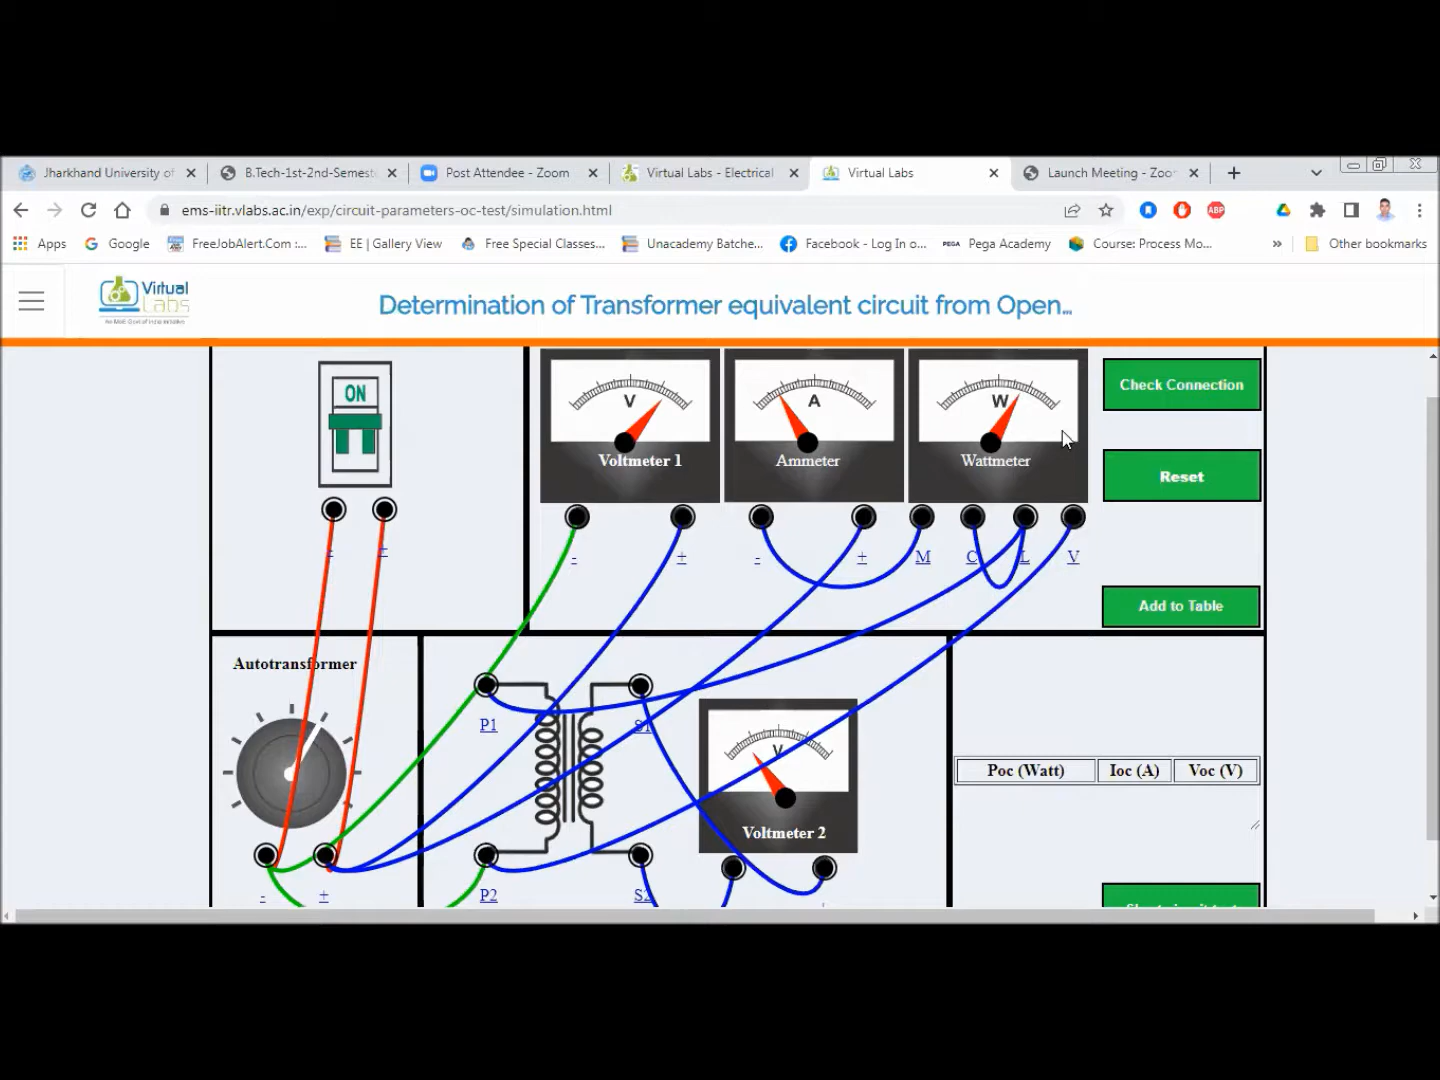 Jharkhand University of
B.Tech-1st-2nd-Semest
Post Attendee - Zoom
Virtual Labs - Electrical
Virtual Labs
Launch Meeting - Zoo
ems-iitr.vlabs.ac.in/exp/circuit-parameters-oc-test/simulation.html
ABP
Apps
Google
FreeJobAlert.Com :...
EE | Gallery View
Free Special Classes...
Unacademy Batche...
Facebook - Log In o...
PEGA
Pega Academy
Course: Process Mo...
»
Other bookmarks
Virtual
Labs
Determination of Transformer equivalent circuit from Open...
ON
V
A
W
Voltmeter 1
Ammeter
Wattmeter
Check Connection
Reset
- +
- + - + M C L V
Add to Table
Autotransformer
P1
S1
V
Voltmeter 2
Poc (Watt) Ioc (A) Voc (V)
- +
P2
S2